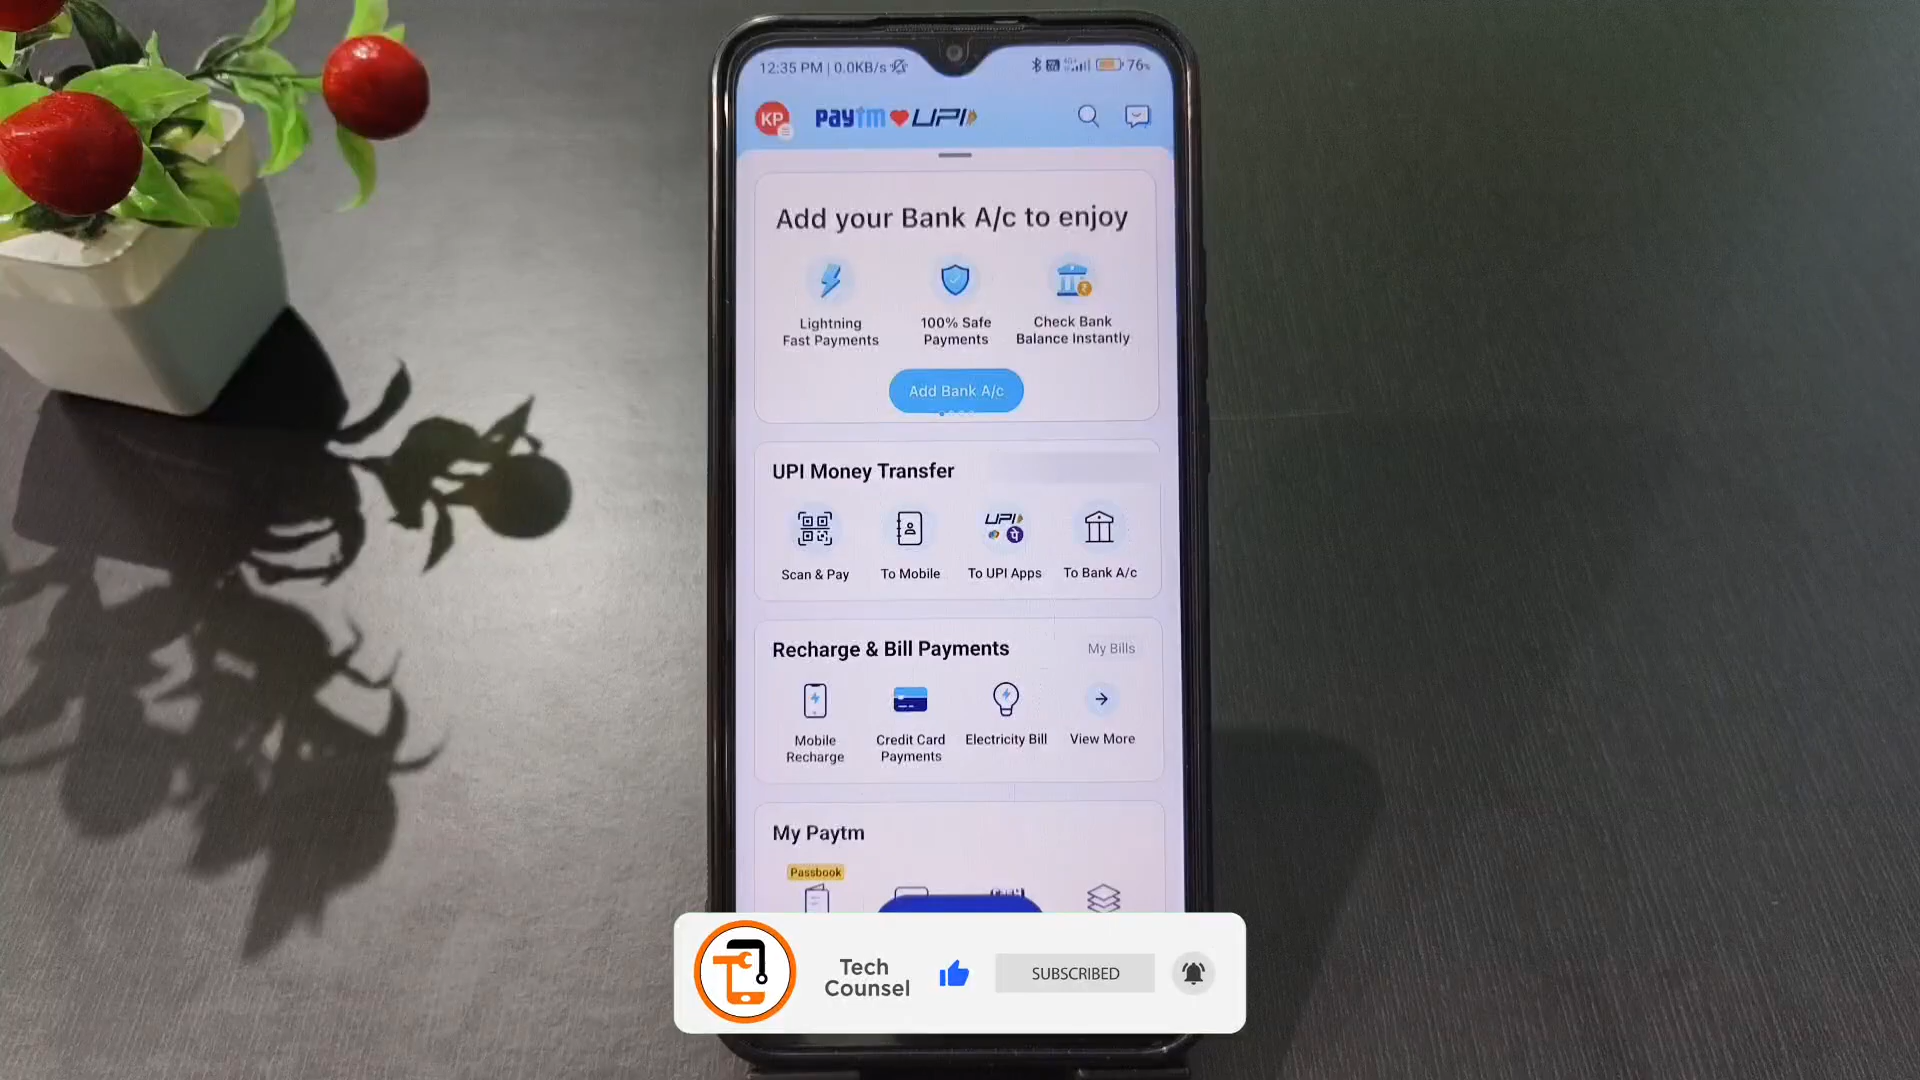 12:35 PM | 0.0KB/s
76%
KP
paytm UPI
Add your Bank A/c to enjoy
Lightning
Fast Payments
100% Safe
Payments
Check Bank
Balance Instantly
Add Bank A/c
UPI Money Transfer
UPI
पे
Scan & Pay
To Mobile
To UPI Apps
To Bank A/c
Recharge & Bill Payments
My Bills
Mobile
Recharge
Credit Card
Payments
Electricity Bill
View More
My Paytm
Passbook
Tech
Counsel
SUBSCRIBED